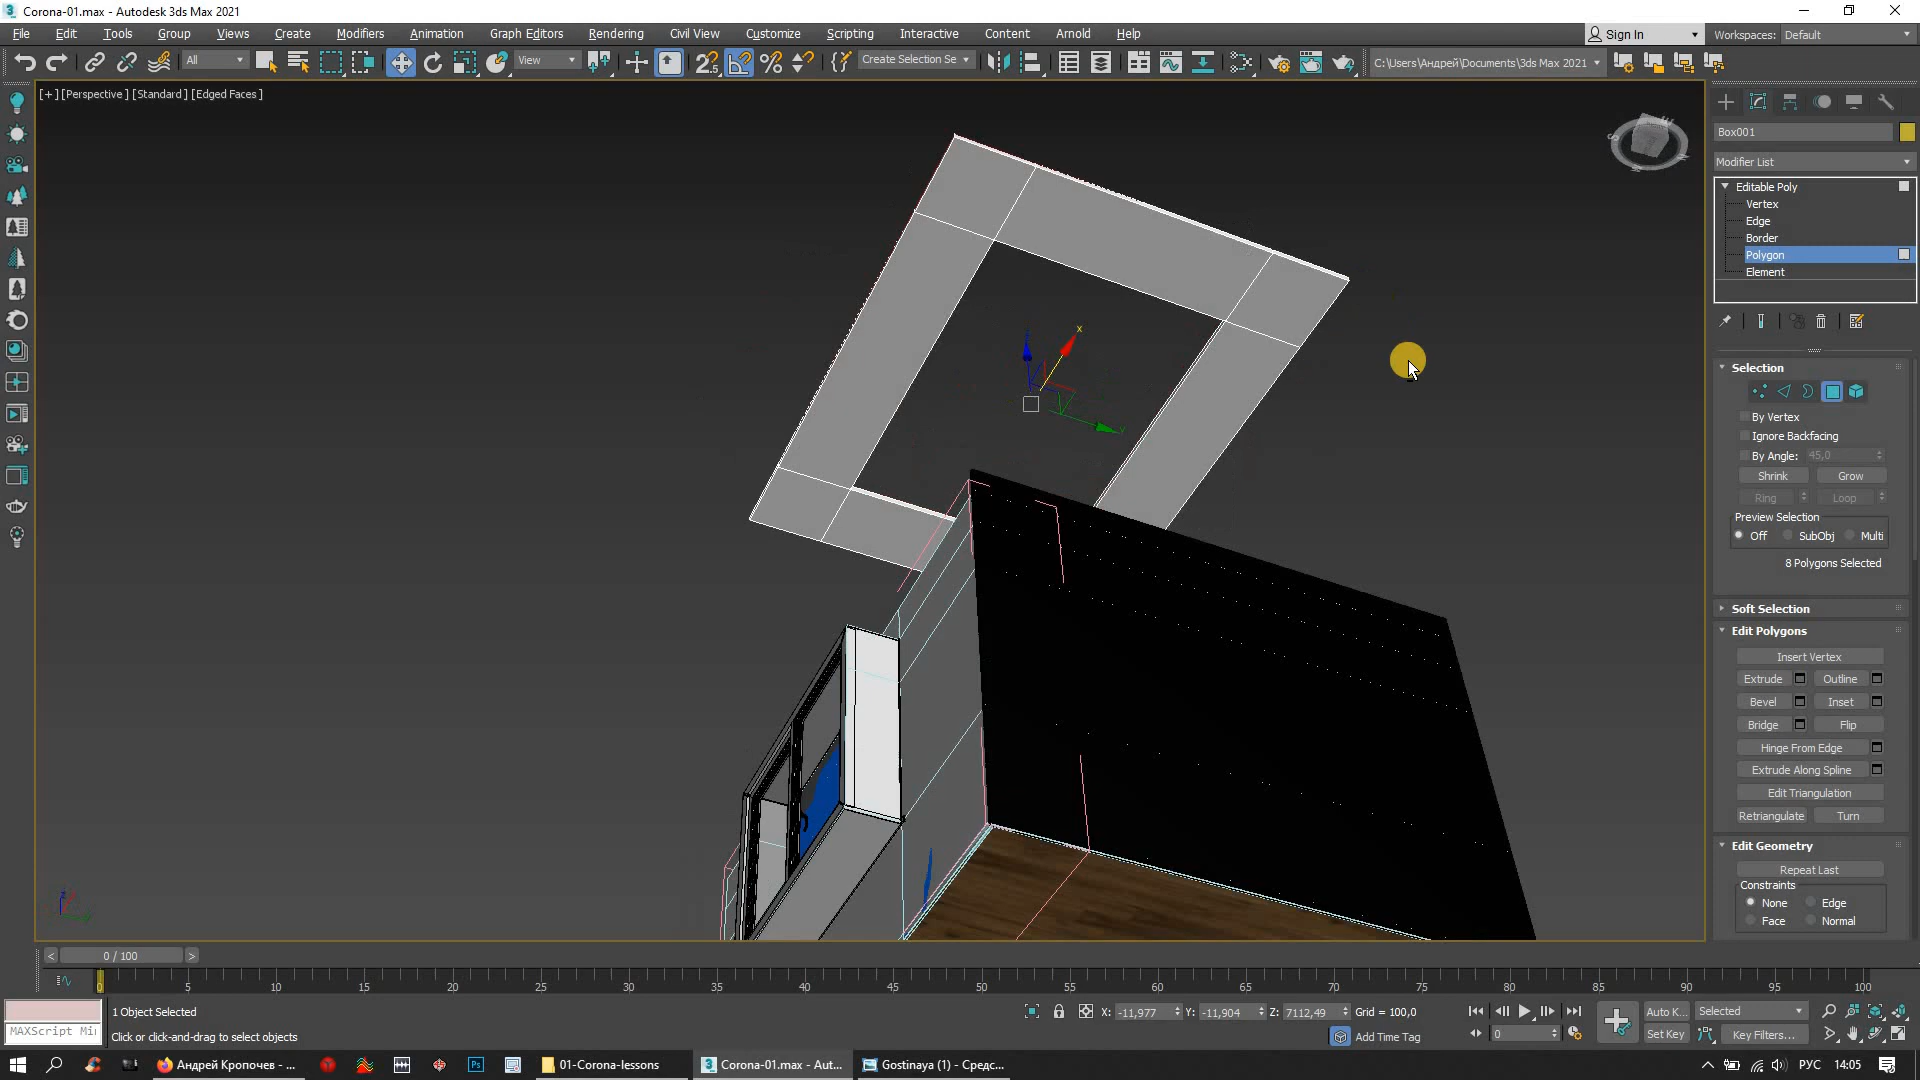 Corona-01.max - Autodesk 3ds Max 2021
File Edit Tools Group Views Create Modifiers Animation Graph Editors Rendering Civil View Customize Scripting Interactive Content Arnold Help
Sign In Workspaces: Default
All View Create Selection Se C:\Users\Андрей\Documents\3ds Max 2021
[+] [Perspective ] [Standard ] [Edged Faces ]
Box001
Modifier List
Editable Poly
Vertex
Edge
Border
Polygon
Element
Selection
By Vertex
Ignore Backfacing
By Angle: 45,0
Shrink Grow
Ring Loop
Preview Selection
Off SubObj Multi
8 Polygons Selected
Soft Selection
Edit Polygons
Insert Vertex
Extrude Outline
Bevel Inset
Bridge Flip
Hinge From Edge
Extrude Along Spline
Edit Triangulation
Retriangulate Turn
Edit Geometry
Repeat Last
Constraints
None Edge
Face Normal
x
y
z
< 0 / 100 >
0 5 10 15 20 25 30 35 40 45 50 55 60 65 70 75 80 85 90 95 100
1 Object Selected
X: -11,977 Y: -11,904 Z: 7112,49 Grid = 100,0
Auto K... Selected
MAXScript Mi
Click or click-and-drag to select objects
Add Time Tag
0
Set Key Key Filters...
Андрей Кропочев - ...
Ps
01-Corona-lessons
Corona-01.max - Aut...
Gostinaya (1) - Средс...
РУС 14:05